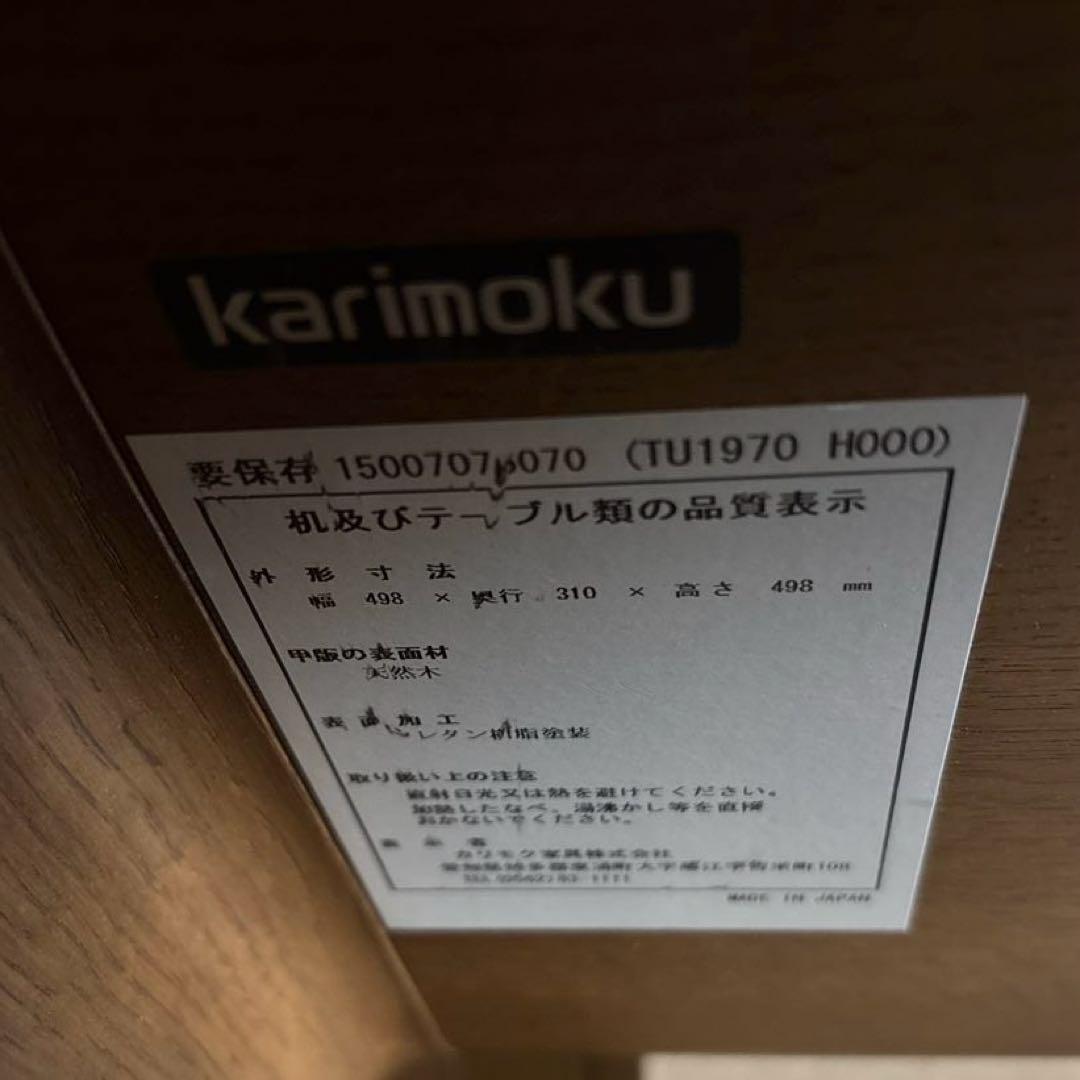 karimoku
要保存 (TU1970 H000)
机及びテーブル類の品質表示
外形寸法
幅 498 × 奥行 310 × 高さ 498 mm
甲版の表面材
天然木
表面加工
ウレタン樹脂塗装
取り扱い上の注意
直射日光又は熱を避けてください。
加熱したなべ、湯沸かし等を直接
おかないでください。
表示者
カリモク家具株式会社
MADE IN JAPAN